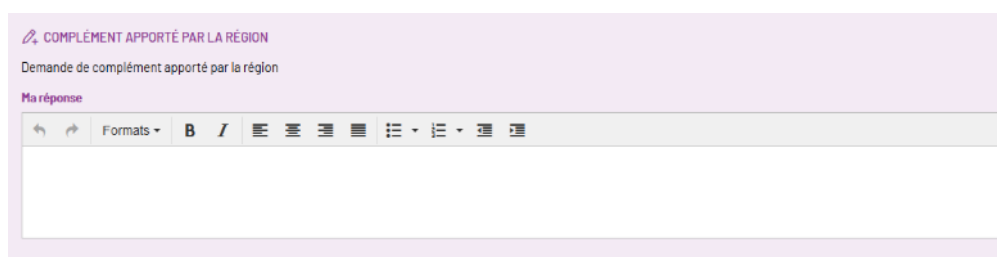 COMPLÉMENT APPORTÉ PAR LA RÉGION
Demande de complément apporté par la région
Ma réponse
Formats B I